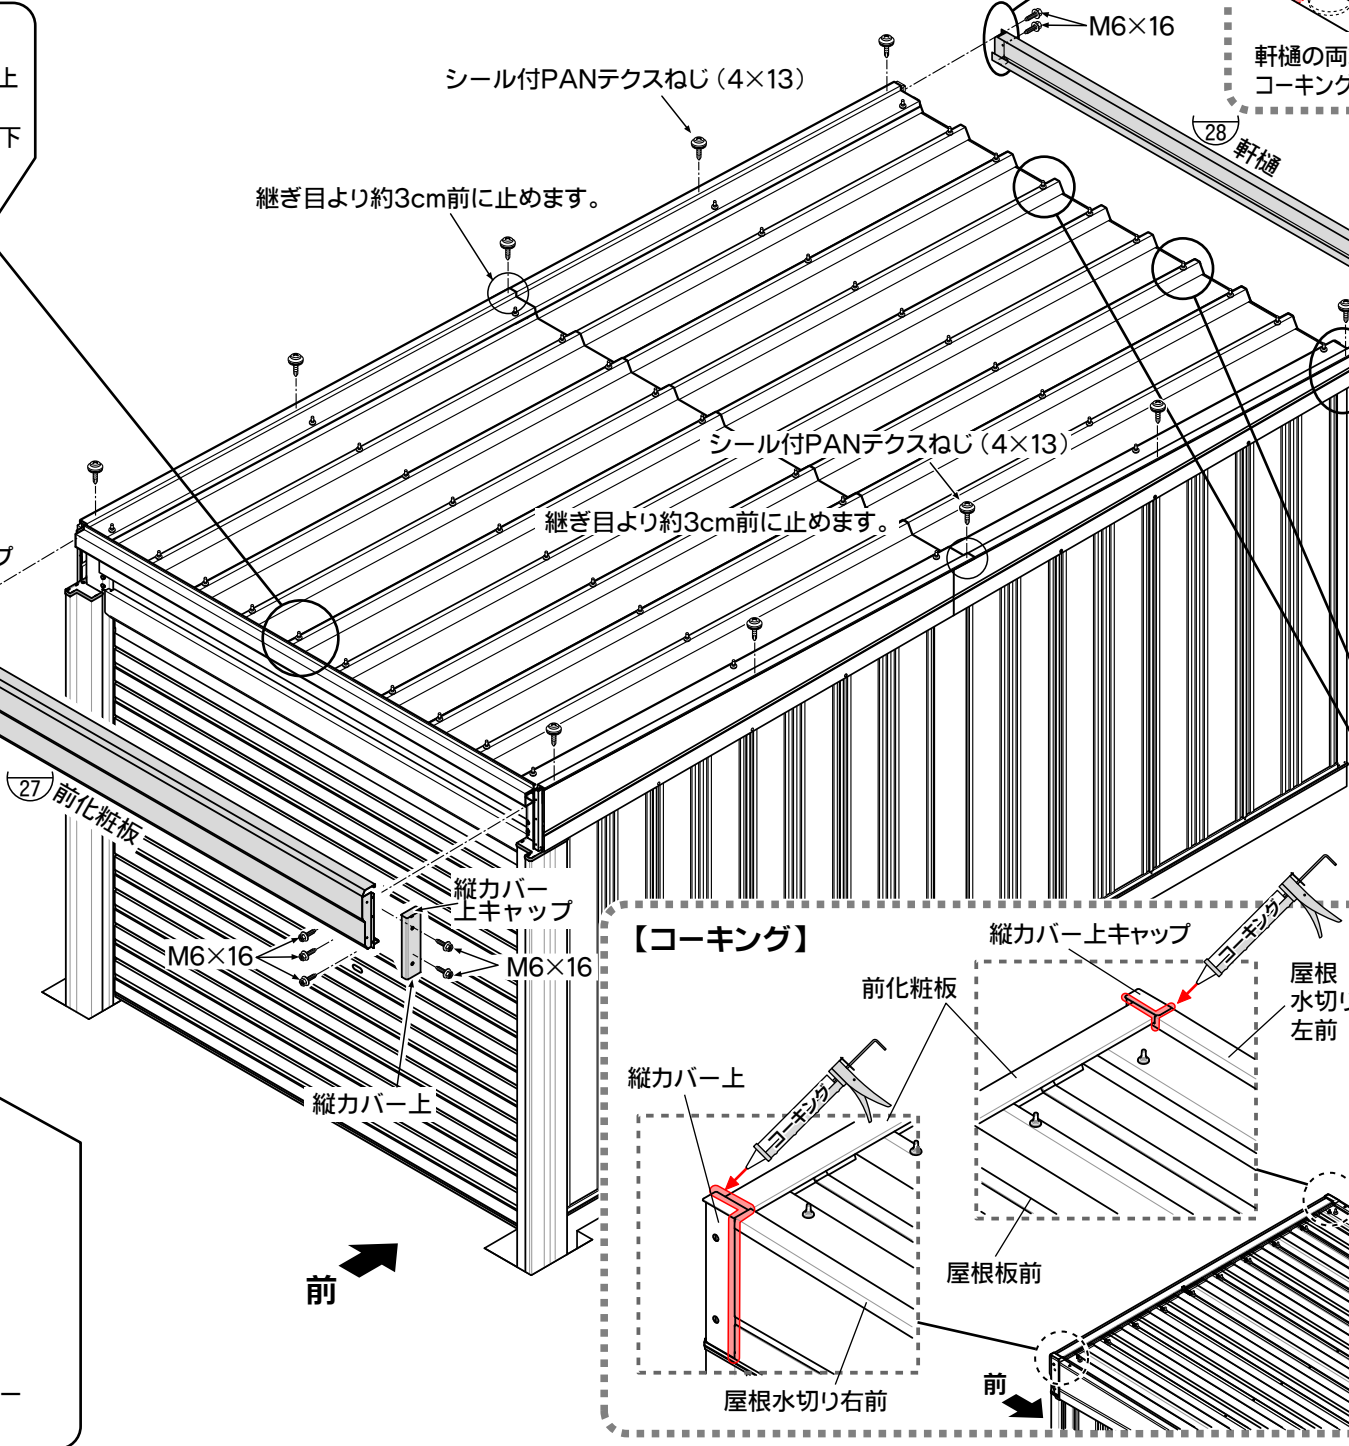 上
下
M6×16
軒樋の両
コーキング
シール付PANテクスねじ（4×13）
28
軒樋
継ぎ目より約3cm前に止めます。
シール付PANテクスねじ（4×13）
継ぎ目より約3cm前に止めます。
プ
27
前化粧板
縦カバー
上キャップ
M6×16
M6×16
縦カバー上
前
【コーキング】
縦カバー上キャップ
コーキング
前化粧板
屋根
水切り
左前
縦カバー上
コーキング
屋根板前
屋根水切り右前
前
ー